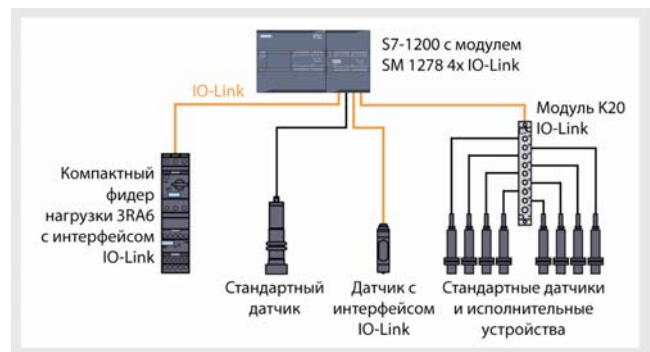 S7-1200 с модулем
SM 1278 4x IO-Link
IO-Link
Модуль K20
IO-Link
Компактный
фидер
нагрузки 3RA6
с интерфейсом
IO-Link
Стандартный
датчик
Датчик с
интерфейсом
IO-Link
Стандартные датчики
и исполнительные
устройства